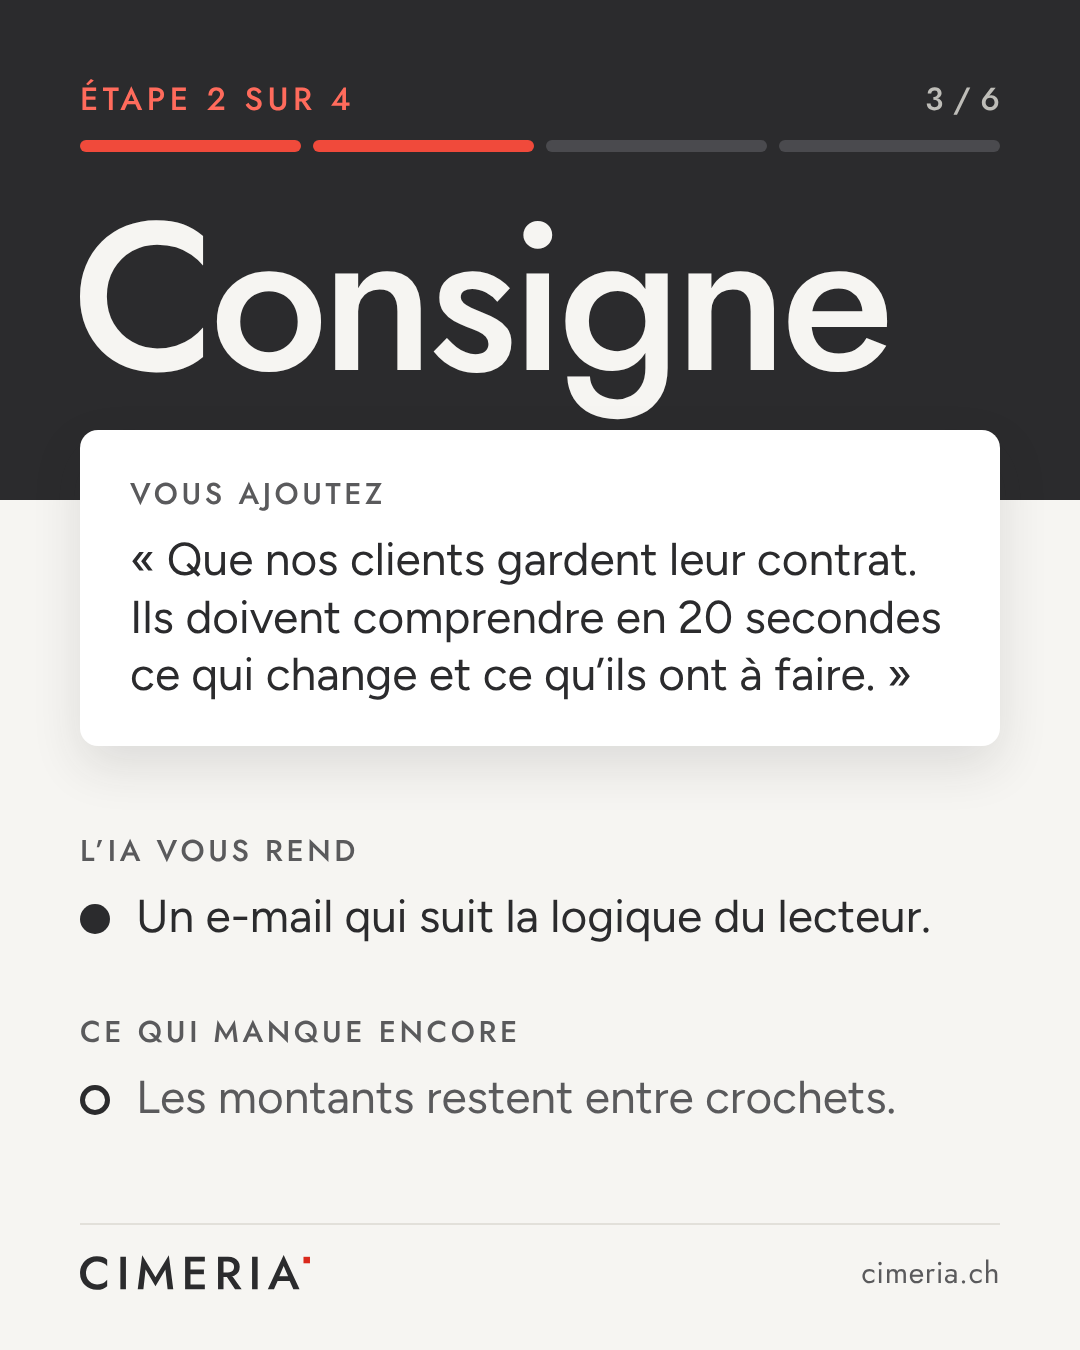 ÉTAPE 2 SUR 4
3 / 6
Consigne
VOUS AJOUTEZ
« Que nos clients gardent leur contrat.
Ils doivent comprendre en 20 secondes
ce qui change et ce qu’ils ont à faire. »
L’IA VOUS REND
Un e-mail qui suit la logique du lecteur.
CE QUI MANQUE ENCORE
Les montants restent entre crochets.
CIMERIA
cimeria.ch